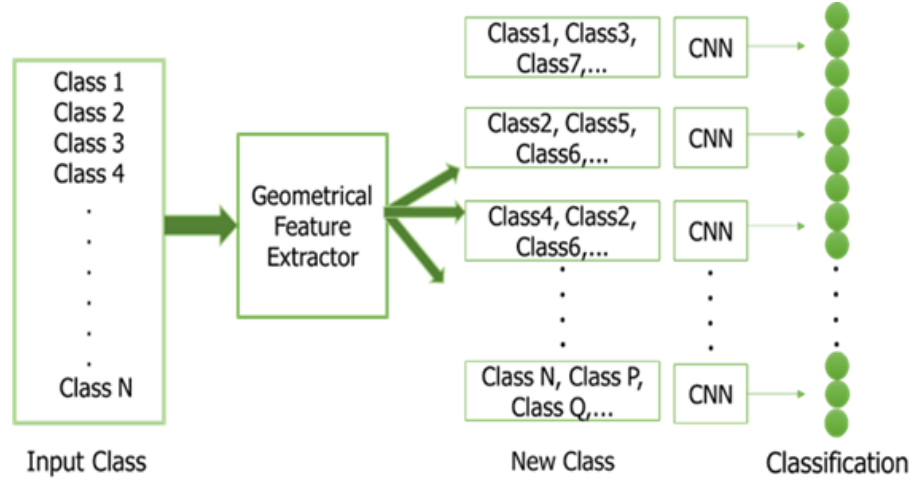 Class 1
Class 2
Class 3
Class 4
.
.
.
.
.
.
Class N
Input Class
Geometrical
Feature
Extractor
Class1, Class3,
Class7,...
CNN
Class2, Class5,
Class6,...
CNN
Class4, Class2,
Class6,...
CNN
Class N, Class P,
Class Q,...
CNN
New Class
Classification